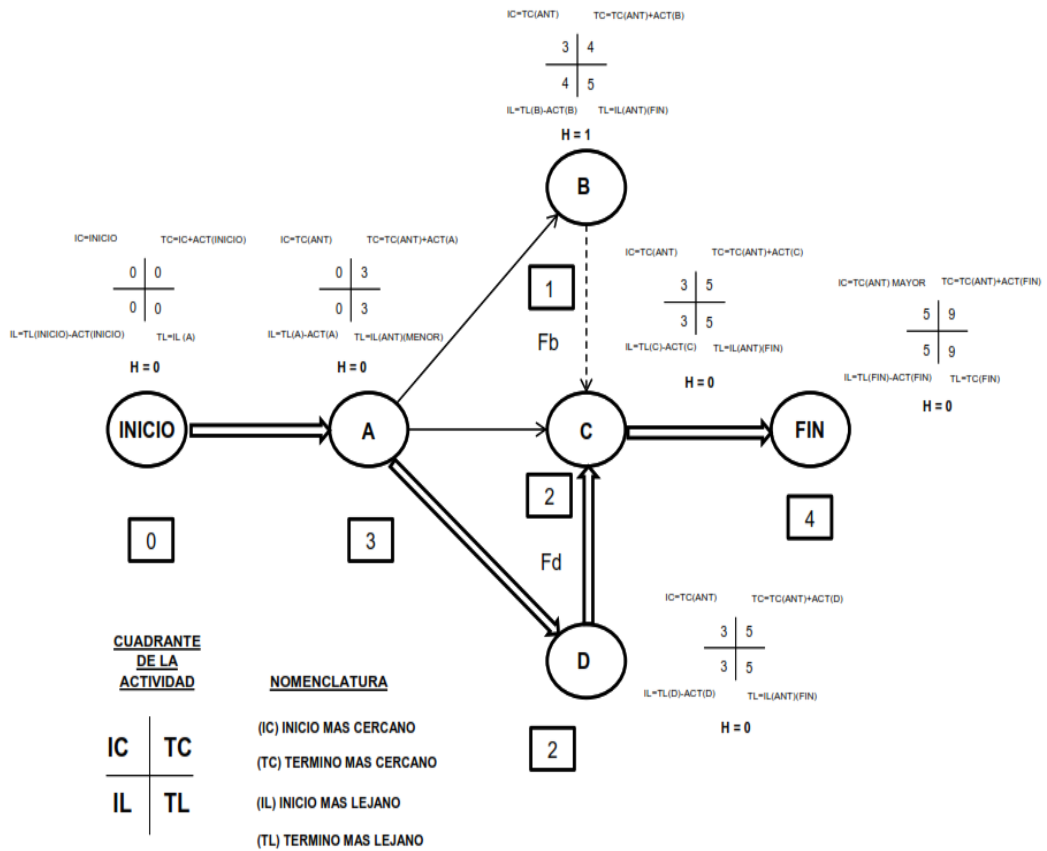 IC=TC(ANT) TC=TC(ANT)+ACT(B)
3 4
4 5
IL=TL(B)-ACT(B) TL=IL(ANT)(FIN)
H = 1
B
IC=INICIO TC=IC+ACT(INICIO)
0 0
0 0
IL=TL(INICIO)-ACT(INICIO) TL=IL (A)
H = 0
IC=TC(ANT) TC=TC(ANT)+ACT(A)
0 3
0 3
IL=TL(A)-ACT(A) TL=IL(ANT)(MENOR)
H = 0
1
Fb
IC=TC(ANT) TC=TC(ANT)+ACT(C)
3 5
3 5
IL=TL(C)-ACT(C) TL=IL(ANT)(FIN)
H = 0
IC=TC(ANT) MAYOR TC=TC(ANT)+ACT(FIN)
5 9
5 9
IL=TL(FIN)-ACT(FIN) TL=TC(FIN)
H = 0
INICIO A C FIN
0 3 2 4
Fd
IC=TC(ANT) TC=TC(ANT)+ACT(D)
3 5
3 5
IL=TL(D)-ACT(D) TL=IL(ANT)(FIN)
H = 0
D
2
CUADRANTE
DE LA
ACTIVIDAD
IC TC
IL TL
NOMENCLATURA
(IC) INICIO MAS CERCANO
(TC) TERMINO MAS CERCANO
(IL) INICIO MAS LEJANO
(TL) TERMINO MAS LEJANO